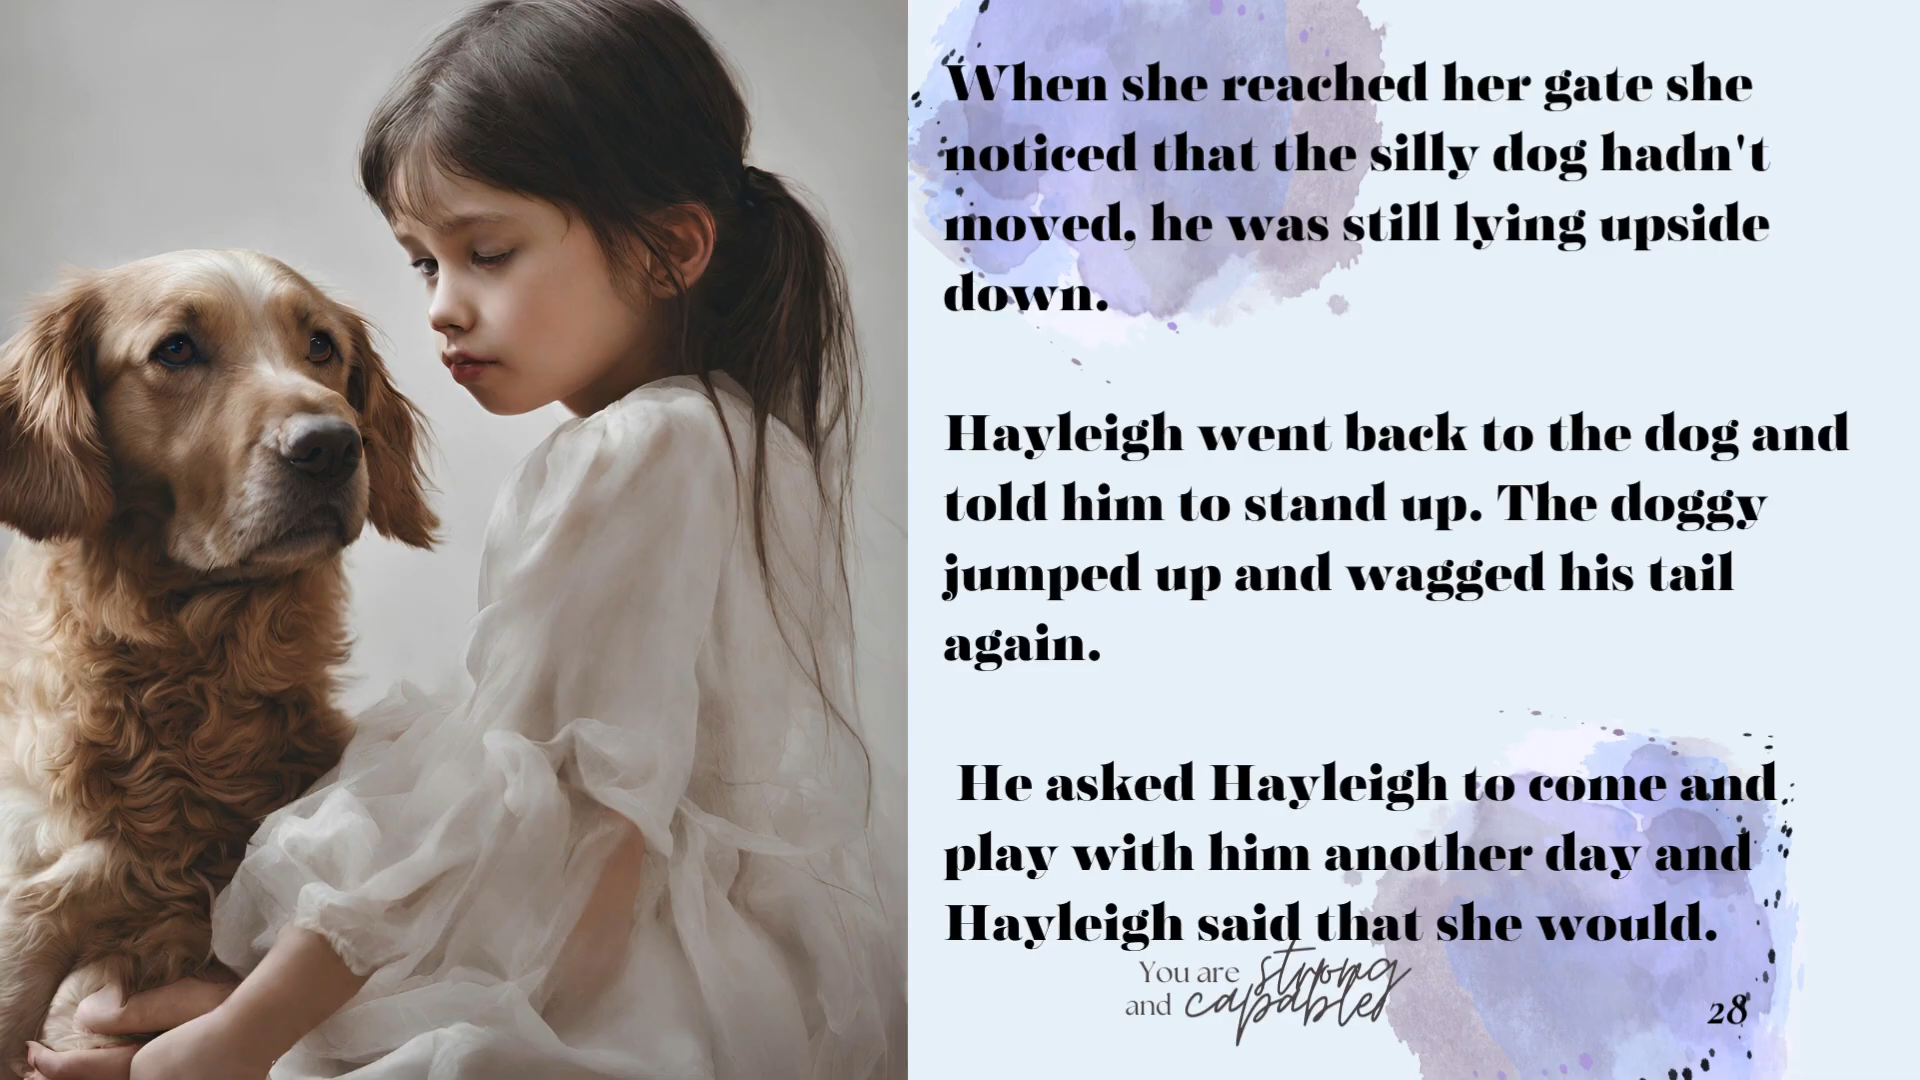 When she reached her gate she
noticed that the silly dog hadn't
moved, he was still lying upside
down.
Hayleigh went back to the dog and
told him to stand up. The doggy
jumped up and wagged his tail
again.
He asked Hayleigh to come and
play with him another day and
Hayleigh said that she would.
You are strong
and capable
28